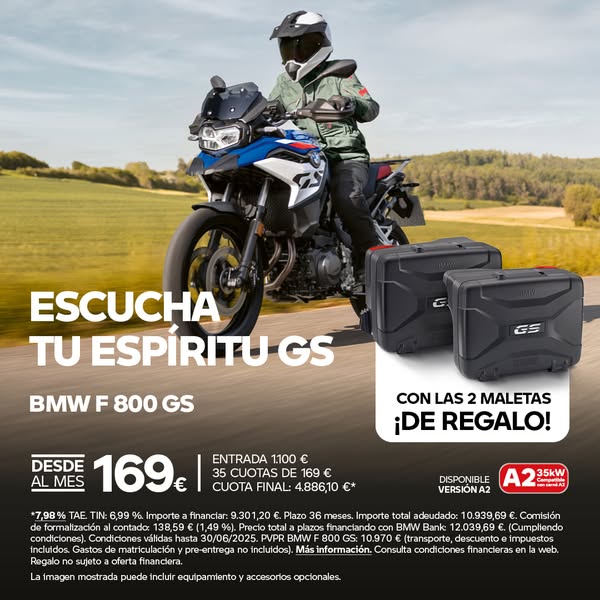 GS
GS
ESCUCHA
TU ESPÍRITU GS
BMW F 800 GS
CON LAS 2 MALETAS
¡DE REGALO!
DESDE
AL MES
169€
ENTRADA 1.100 €
35 CUOTAS DE 169 €
CUOTA FINAL: 4.886,10 €*
DISPONIBLE
VERSIÓN A2
A2 35kW
Compatible
con carné A2
*7,98 % TAE. TIN: 6,99 %. Importe a financiar: 9.301,20 €. Plazo 36 meses. Importe total adeudado: 10.939,69 €. Comisión
de formalización al contado: 138,59 € (1,49 %). Precio total a plazos financiando con BMW Bank: 12.039,69 €. (Cumpliendo
condiciones). Condiciones válidas hasta 30/06/2025. PVPR BMW F 800 GS: 10.970 € (transporte, descuento e impuestos
incluidos. Gastos de matriculación y pre-entrega no incluidos). Más información. Consulta condiciones financieras en la web.
Regalo no sujeto a oferta financiera.
La imagen mostrada puede incluir equipamiento y accesorios opcionales.